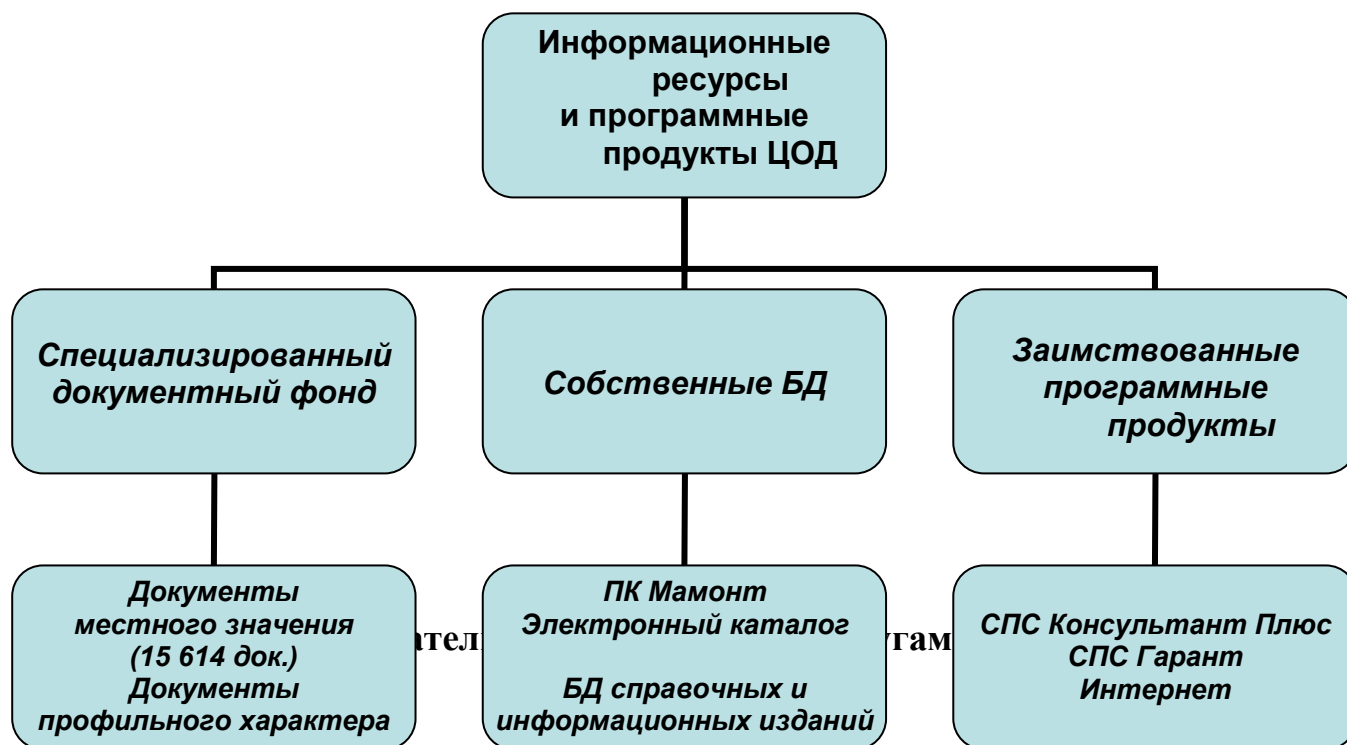 Информационные
ресурсы
и программные
продукты ЦОД
Специализированный
документный фонд
Собственные БД
Заимствованные
программные
продукты
Документы
местного значения
(15 614 док.)
Документы
профильного характера
ПК Мамонт
Электронный каталог
БД справочных и
информационных изданий
СПС Консультант Плюс
СПС Гарант
Интернет